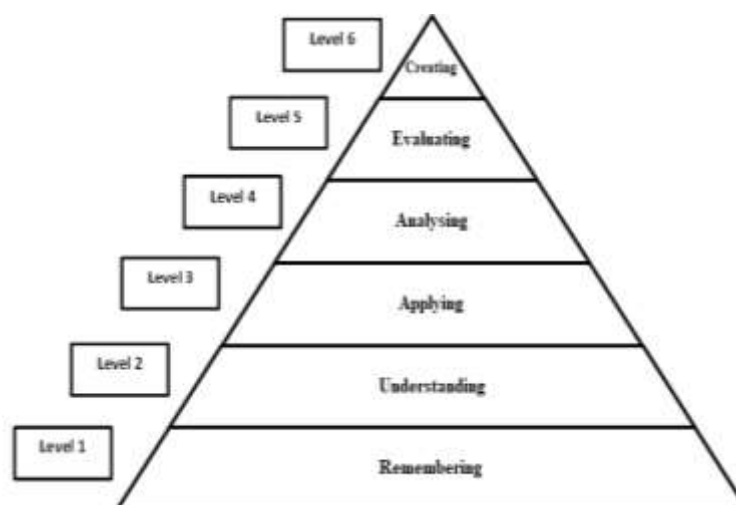 Level 6
Creating
Level 5
Evaluating
Level 4
Analysing
Level 3
Applying
Level 2
Understanding
Level 1
Remembering